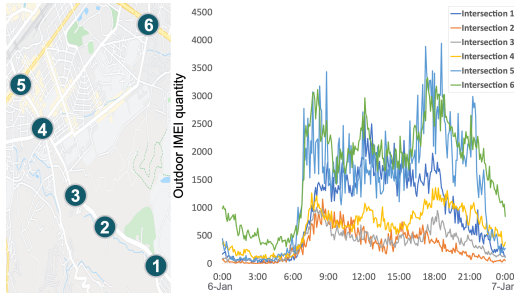 6
5
4
3
2
1
Outdoor IMEI quantity
4500
4000
3500
3000
2500
2000
1500
1000
500
0
0:00 3:00 6:00 9:00 12:00 15:00 18:00 21:00 0:00
6-Jan 7-Jan
Intersection 1
Intersection 2
Intersection 3
Intersection 4
Intersection 5
Intersection 6